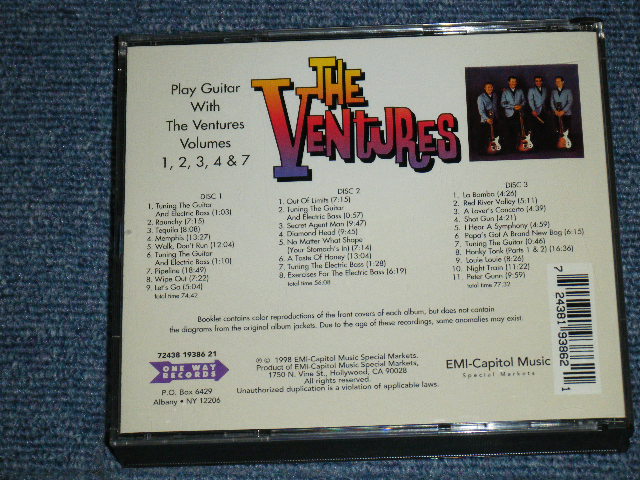 Play Guitar
With
The Ventures
Volumes
1, 2, 3, 4 & 7
THE
VENTURES
DISC 1
1. Tuning The Guitar
And Electric Bass (1:03)
2. Raunchy (7:15)
3. Tequila (8:08)
4. Memphis (13:27)
5. Walk, Don't Run (12:04)
6. Tuning The Guitar
And Electric Bass (1:10)
7. Pipeline (18:49)
8. Wipe Out (7:22)
9. Let's Go (5:04)
total time 74:42
DISC 2
1. Out Of Limits (7:15)
2. Tuning The Guitar
And Electric Bass (0:57)
3. Secret Agent Man (9:47)
4. Diamond Head (9:45)
5. No Matter What Shape
(Your Stomach's In) (7:14)
6. A Taste Of Honey (13:04)
7. Tuning The Electric Bass (1:28)
8. Exercises For The Electric Bass (6:19)
total time 56:08
DISC 3
1. La Bamba (4:26)
2. Red River Valley (5:11)
3. A Lover's Concerto (4:39)
4. Shot Gun (4:21)
5. I Hear A Symphony (4:59)
6. Papa's Got A Brand New Bag (6:15)
7. Tuning The Guitar (0:46)
8. Honky Tonk (Parts 1 & 2) (16:36)
9. Louie Louie (8:26)
10. Night Train (11:22)
11. Peter Gunn (9:59)
total time 77:32
Booklet contains color reproductions of the front covers of each album, but does not contain
the diagrams from the original album jackets. Due to the age of these recordings, some anomalies may exist.
72438 19386 21
ONE WAY
RECORDS
P.O. Box 6429
Albany • NY 12206
℗ © 1998 EMI-Capitol Music Special Markets.
Product of EMI-Capitol Music Special Markets,
1750 N. Vine St., Hollywood, CA 90028
All rights reserved.
Unauthorized duplication is a violation of applicable laws.
EMI-Capitol Music
Special Markets
7 24381 93862 1